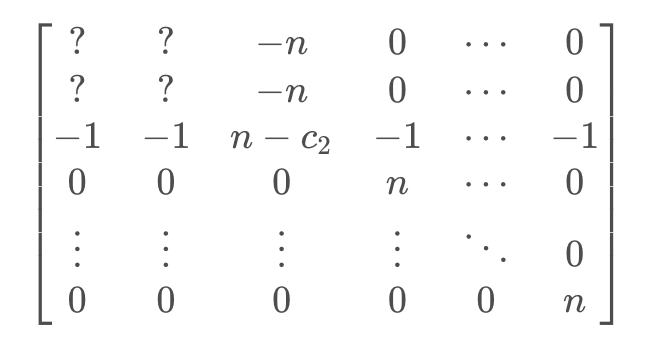 ? ? −n 0 ⋯ 0
? ? −n 0 ⋯ 0
−1 −1 n − c₂ −1 ⋯ −1
0 0 0 n ⋯ 0
⋮ ⋮ ⋮ ⋮ ⋱ 0
0 0 0 0 0 n